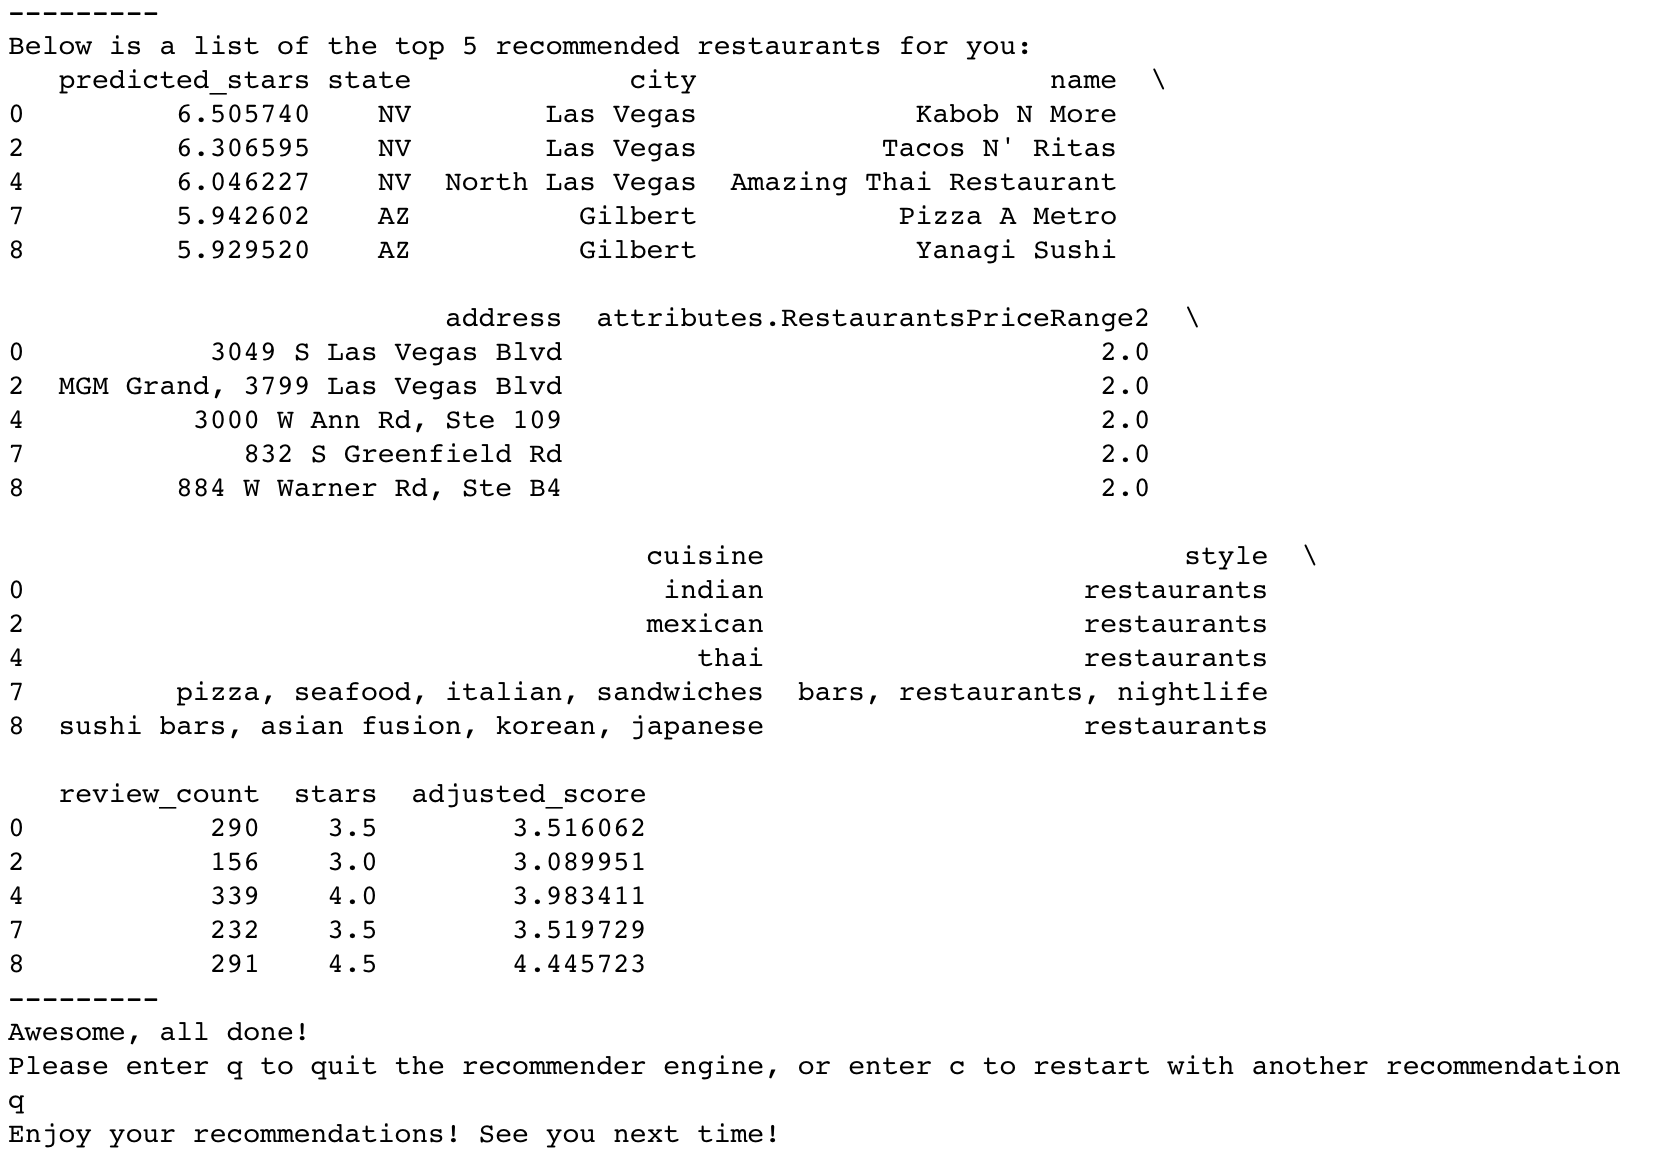 ---------
Below is a list of the top 5 recommended restaurants for you:
   predicted_stars state             city                     name  \
0         6.505740    NV        Las Vegas             Kabob N More
2         6.306595    NV        Las Vegas           Tacos N' Ritas
4         6.046227    NV  North Las Vegas  Amazing Thai Restaurant
7         5.942602    AZ          Gilbert            Pizza A Metro
8         5.929520    AZ          Gilbert             Yanagi Sushi

                          address  attributes.RestaurantsPriceRange2  \
0            3049 S Las Vegas Blvd                                2.0
2   MGM Grand, 3799 Las Vegas Blvd                                2.0
4           3000 W Ann Rd, Ste 109                                2.0
7              832 S Greenfield Rd                                2.0
8          884 W Warner Rd, Ste B4                                2.0

                                      cuisine                         style  \
0                                      indian                   restaurants
2                                     mexican                   restaurants
4                                        thai                   restaurants
7         pizza, seafood, italian, sandwiches  bars, restaurants, nightlife
8  sushi bars, asian fusion, korean, japanese                   restaurants

   review_count  stars  adjusted_score
0           290    3.5        3.516062
2           156    3.0        3.089951
4           339    4.0        3.983411
7           232    3.5        3.519729
8           291    4.5        4.445723
---------
Awesome, all done!
Please enter q to quit the recommender engine, or enter c to restart with another recommendation
q
Enjoy your recommendations! See you next time!